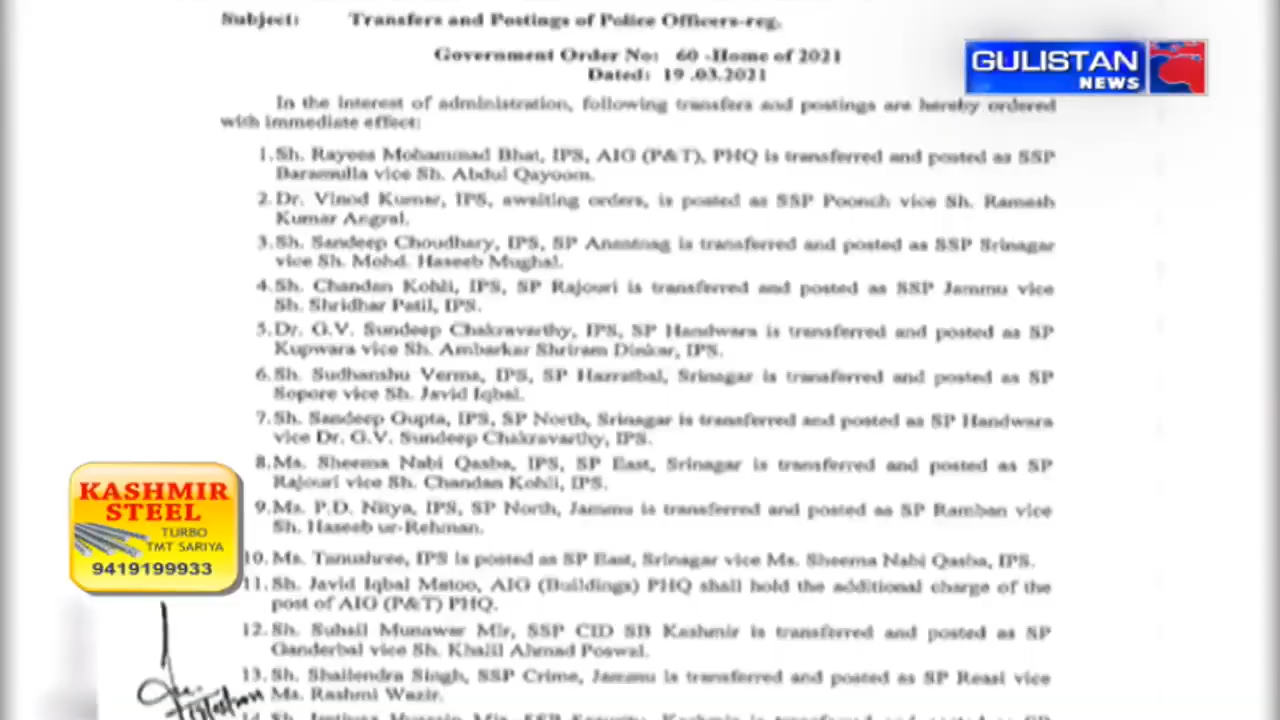 Subject: Transfers and Postings of Police Officers-reg.
Government Order No: 60 -Home of 2021
Dated: 19 .03.2021
GULISTAN
NEWS
In the interest of administration, following transfers and postings are hereby ordered
with immediate effect:
1. Sh. Rayees Mohammad Bhat, IPS, AIG (P&T), PHQ is transferred and posted as SSP
Baramulla vice Sh. Abdul Qayoom.
2. Dr. Vinod Kumar, IPS, awaiting orders, is posted as SSP Poonch vice Sh. Ramesh
Kumar Angral.
3. Sh. Sandeep Choudhary, IPS, SP Anantnag is transferred and posted as SSP Srinagar
vice Sh. Mohd. Haseeb Mughal.
4. Sh. Chandan Kohli, IPS, SP Rajouri is transferred and posted as SSP Jammu vice
Sh. Shridhar Patil, IPS.
5. Dr. G.V. Sundeep Chakravarthy, IPS, SP Handwara is transferred and posted as SP
Kupwara vice Sh. Ambarkar Shriram Dinkar, IPS.
6. Sh. Sudhanshu Verma, IPS, SP Hazratbal, Srinagar is transferred and posted as SP
Sopore vice Sh. Javid Iqbal.
7. Sh. Sandeep Gupta, IPS, SP North, Srinagar is transferred and posted as SP Handwara
vice Dr. G.V. Sundeep Chakravarthy, IPS.
8. Ms. Sheema Nabi Qasba, IPS, SP East, Srinagar is transferred and posted as SP
Rajouri vice Sh. Chandan Kohli, IPS.
9. Ms. P.D. Nitya, IPS, SP North, Jammu is transferred and posted as SP Ramban vice
Sh. Haseeb ur-Rehman.
10. Ms. Tanushree, IPS is posted as SP East, Srinagar vice Ms. Sheema Nabi Qasba, IPS.
11. Sh. Javid Iqbal Matoo, AIG (Buildings) PHQ shall hold the additional charge of the
post of AIG (P&T) PHQ.
12. Sh. Suhail Munawar Mir, SSP CID SB Kashmir is transferred and posted as SP
Ganderbal vice Sh. Khalil Ahmad Poswal.
13. Sh. Shailendra Singh, SSP Crime, Jammu is transferred and posted as SP Reasi vice
Ms. Rashmi Wazir.
KASHMIR
STEEL
TURBO
TMT SARIYA
9419199933